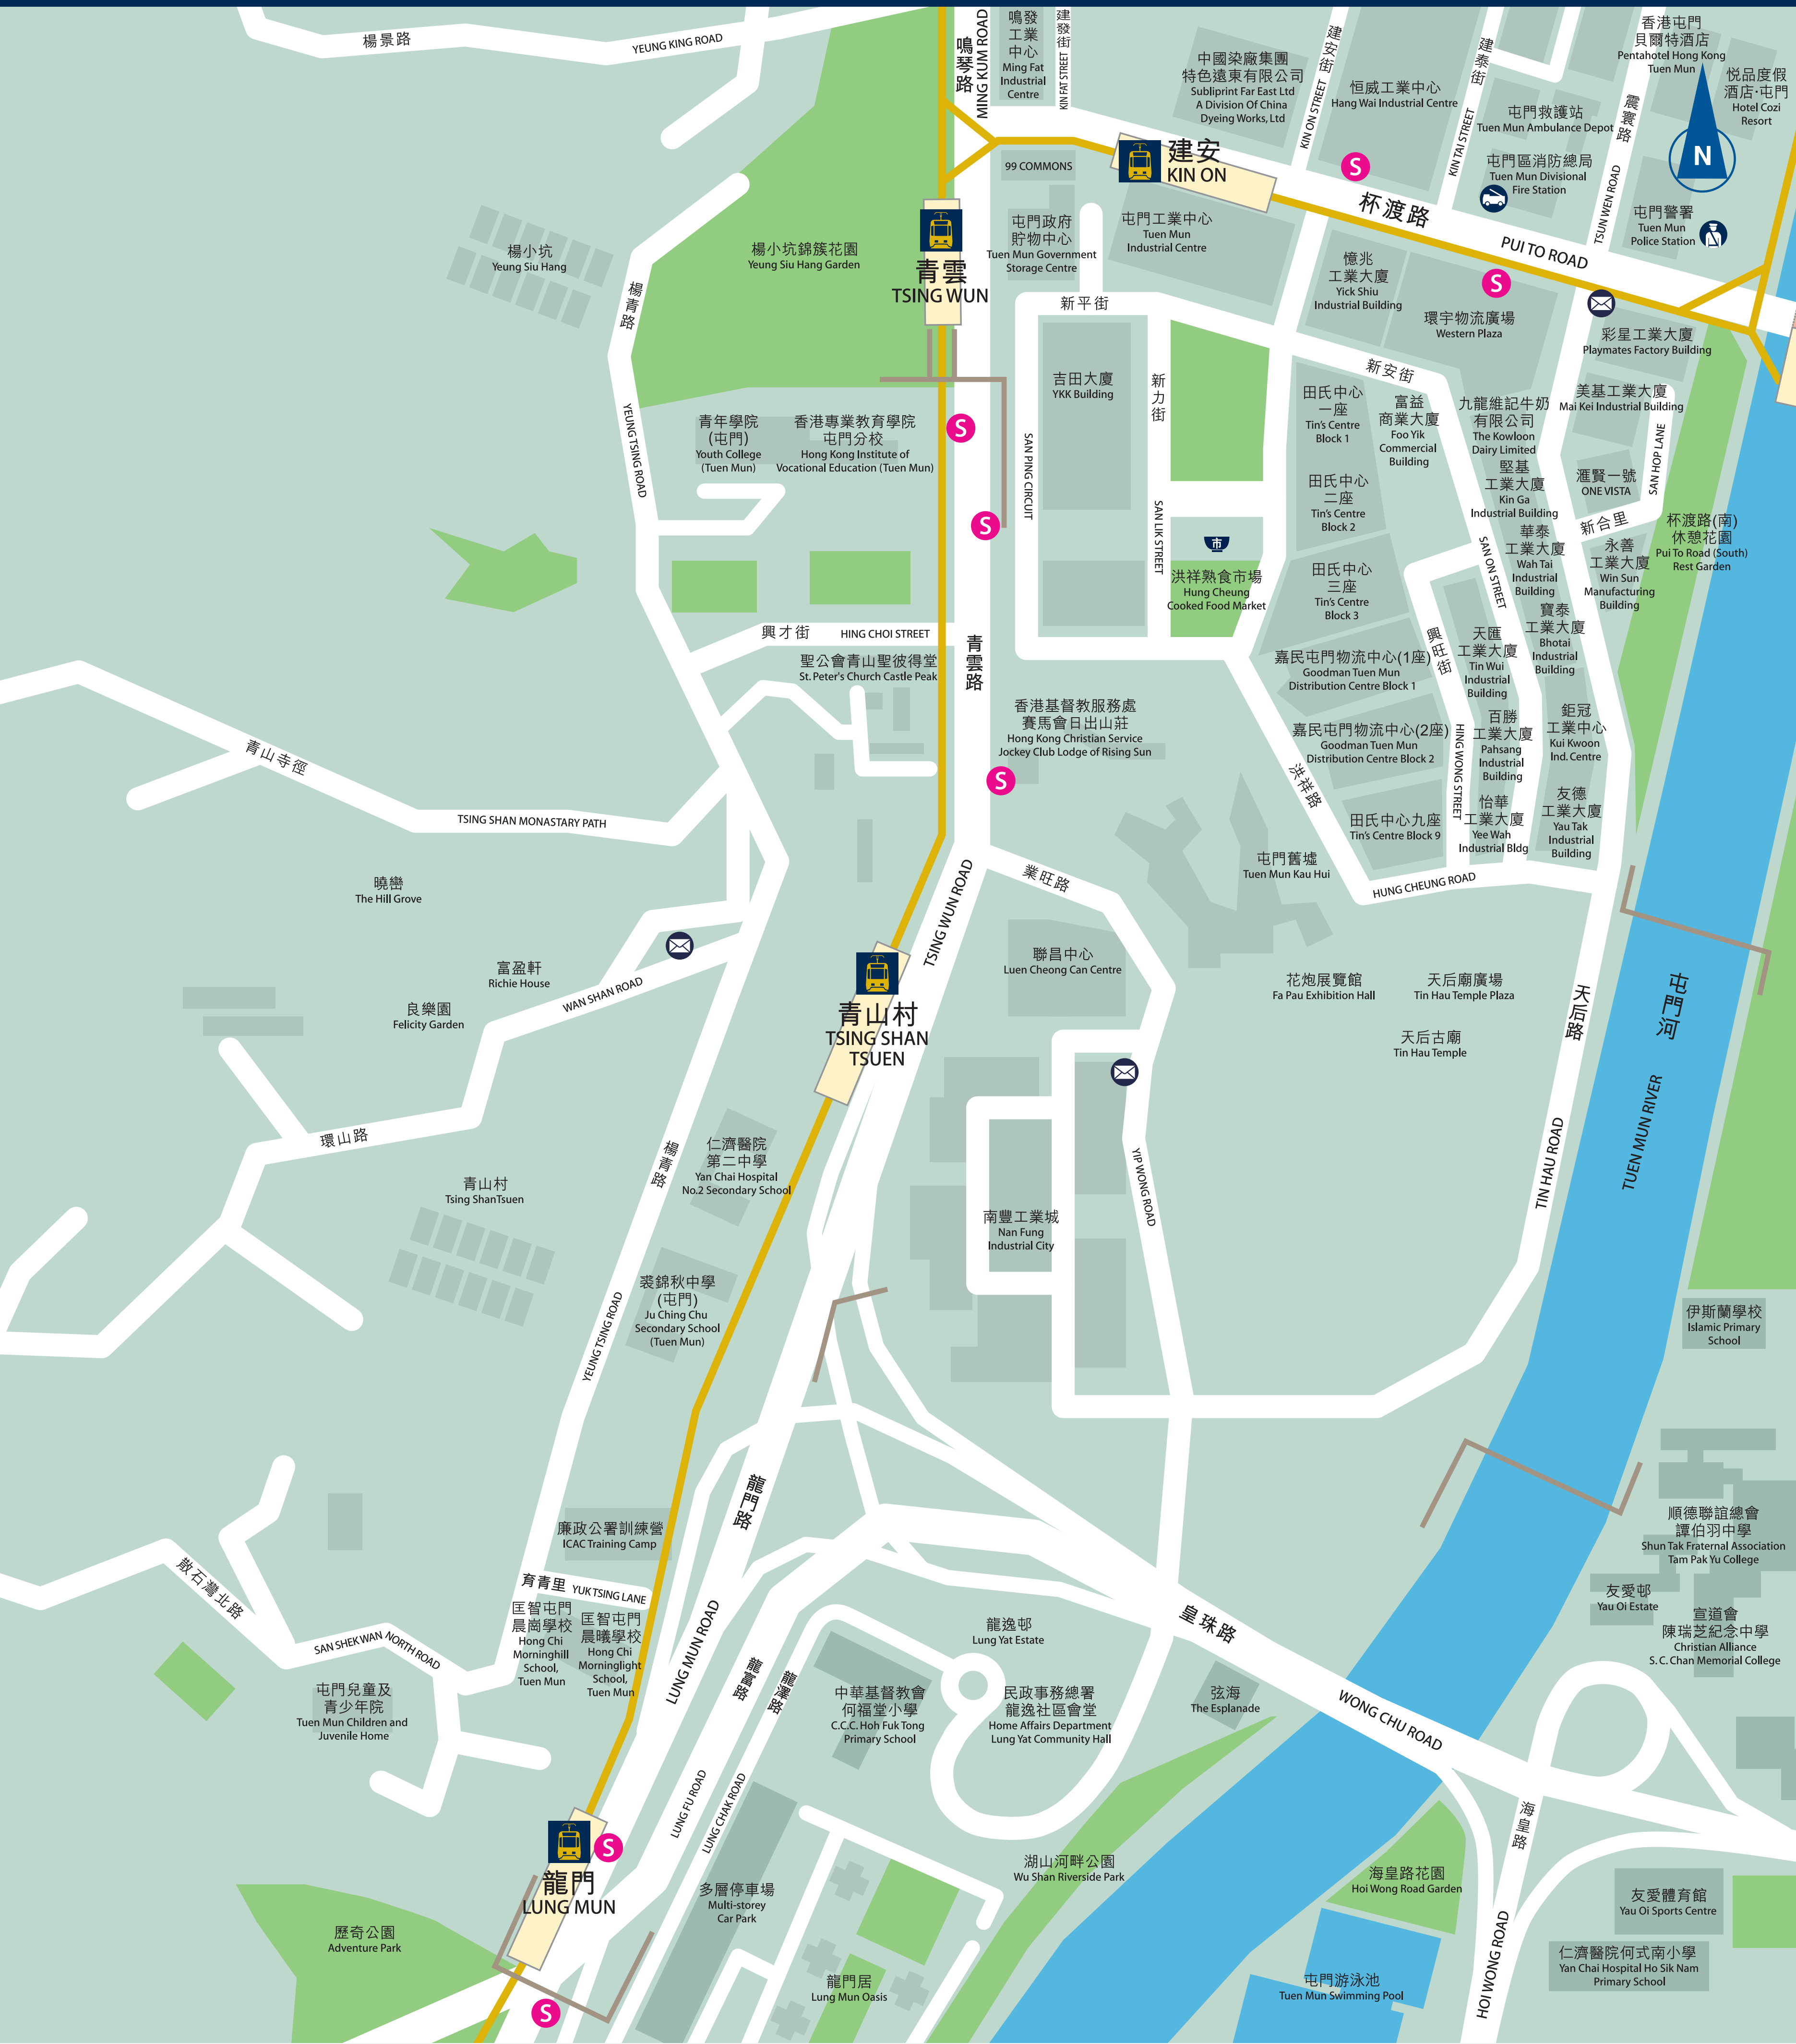 楊景路
YEUNG KING ROAD
鳴琴路
MING KUM ROAD
鳴發
工業
中心
Ming Fat
Industrial
Centre
建發街
KIN FAT STREET
中國染廠集團
特色遠東有限公司
Subliprint Far East Ltd
A Division Of China
Dyeing Works, Ltd
建安街
KIN ON STREET
恒威工業中心
Hang Wai Industrial Centre
建泰街
KIN TAI STREET
香港屯門
貝爾特酒店
Pentahotel Hong Kong
Tuen Mun
悦品度假
酒店·屯門
Hotel Cozi
Resort
屯門救護站
Tuen Mun Ambulance Depot
震寰路
TSUN WEN ROAD
屯門區消防總局
Tuen Mun Divisional
Fire Station
N
屯門警署
Tuen Mun
Police Station
99 COMMONS
建安
KIN ON
S
杯渡路
PUI TO ROAD
楊小坑
Yeung Siu Hang
楊小坑錦簇花園
Yeung Siu Hang Garden
青雲
TSING WUN
屯門政府
貯物中心
Tuen Mun Government
Storage Centre
屯門工業中心
Tuen Mun
Industrial Centre
憶兆
工業大廈
Yick Shiu
Industrial Building
S
環宇物流廣場
Western Plaza
彩星工業大廈
Playmates Factory Building
楊青路
YEUNG TSING ROAD
新平街
新安街
吉田大廈
YKK Building
新力街
SAN LIK STREET
SAN PING CIRCUIT
田氏中心
一座
Tin's Centre
Block 1
富益
商業大廈
Foo Yik
Commercial
Building
九龍維記牛奶
有限公司
The Kowloon
Dairy Limited
美基工業大廈
Mai Kei Industrial Building
青年學院
(屯門)
Youth College
(Tuen Mun)
香港專業教育學院
屯門分校
Hong Kong Institute of
Vocational Education (Tuen Mun)
S
S
田氏中心
二座
Tin's Centre
Block 2
堅基
工業大廈
Kin Ga
Industrial Building
滙賢一號
ONE VISTA
SAN HOP LANE
新合里
杯渡路(南)
休憩花園
Pui To Road (South)
Rest Garden
市
洪祥熟食市場
Hung Cheung
Cooked Food Market
田氏中心
三座
Tin's Centre
Block 3
SAN ON STREET
華泰
工業大廈
Wah Tai
Industrial
Building
永善
工業大廈
Win Sun
Manufacturing
Building
興才街
HING CHOI STREET
青雲路
聖公會青山聖彼得堂
St. Peter's Church Castle Peak
嘉民屯門物流中心(1座)
Goodman Tuen Mun
Distribution Centre Block 1
興旺街
HING WONG STREET
天匯
工業大廈
Tin Wui
Industrial
Building
寶泰
工業大廈
Bhotai
Industrial
Building
香港基督教服務處
賽馬會日出山莊
Hong Kong Christian Service
Jockey Club Lodge of Rising Sun
S
嘉民屯門物流中心(2座)
Goodman Tuen Mun
Distribution Centre Block 2
百勝
工業大廈
Pahsang
Industrial
Building
鉅冠
工業中心
Kui Kwoon
Ind. Centre
青山寺徑
TSING SHAN MONASTARY PATH
洪祥路
HUNG CHEUNG ROAD
田氏中心九座
Tin's Centre Block 9
怡華
工業大廈
Yee Wah
Industrial Bldg
友德
工業大廈
Yau Tak
Industrial
Building
曉巒
The Hill Grove
TSING WUN ROAD
業旺路
屯門舊墟
Tuen Mun Kau Hui
富盈軒
Richie House
良樂園
Felicity Garden
WAN SHAN ROAD
青山村
TSING SHAN
TSUEN
聯昌中心
Luen Cheong Can Centre
花炮展覽館
Fa Pau Exhibition Hall
天后廟廣場
Tin Hau Temple Plaza
天后古廟
Tin Hau Temple
天后路
TIN HAU ROAD
屯門河
TUEN MUN RIVER
環山路
楊青路
YEUNG TSING ROAD
仁濟醫院
第二中學
Yan Chai Hospital
No.2 Secondary School
青山村
Tsing ShanTsuen
南豐工業城
Nan Fung
Industrial City
YIP WONG ROAD
裘錦秋中學
(屯門)
Ju Ching Chu
Secondary School
(Tuen Mun)
伊斯蘭學校
Islamic Primary
School
龍門路
LUNG MUN ROAD
廉政公署訓練營
ICAC Training Camp
順德聯誼總會
譚伯羽中學
Shun Tak Fraternal Association
Tam Pak Yu College
散石灣北路
SAN SHEK WAN NORTH ROAD
育青里
YUK TSING LANE
匡智屯門
晨崗學校
Hong Chi
Morninghill
School,
Tuen Mun
匡智屯門
晨曦學校
Hong Chi
Morninglight
School,
Tuen Mun
友愛邨
Yau Oi Estate
宣道會
陳瑞芝紀念中學
Christian Alliance
S. C. Chan Memorial College
龍逸邨
Lung Yat Estate
皇珠路
WONG CHU ROAD
龍富路
LUNG FU ROAD
龍澤路
LUNG CHAK ROAD
屯門兒童及
青少年院
Tuen Mun Children and
Juvenile Home
中華基督教會
何福堂小學
C.C.C. Hoh Fuk Tong
Primary School
民政事務總署
龍逸社區會堂
Home Affairs Department
Lung Yat Community Hall
弦海
The Esplanade
海皇路
HOI WONG ROAD
S
龍門
LUNG MUN
多層停車場
Multi-storey
Car Park
湖山河畔公園
Wu Shan Riverside Park
海皇路花園
Hoi Wong Road Garden
友愛體育館
Yau Oi Sports Centre
歷奇公園
Adventure Park
仁濟醫院何式南小學
Yan Chai Hospital Ho Sik Nam
Primary School
龍門居
Lung Mun Oasis
屯門游泳池
Tuen Mun Swimming Pool
S